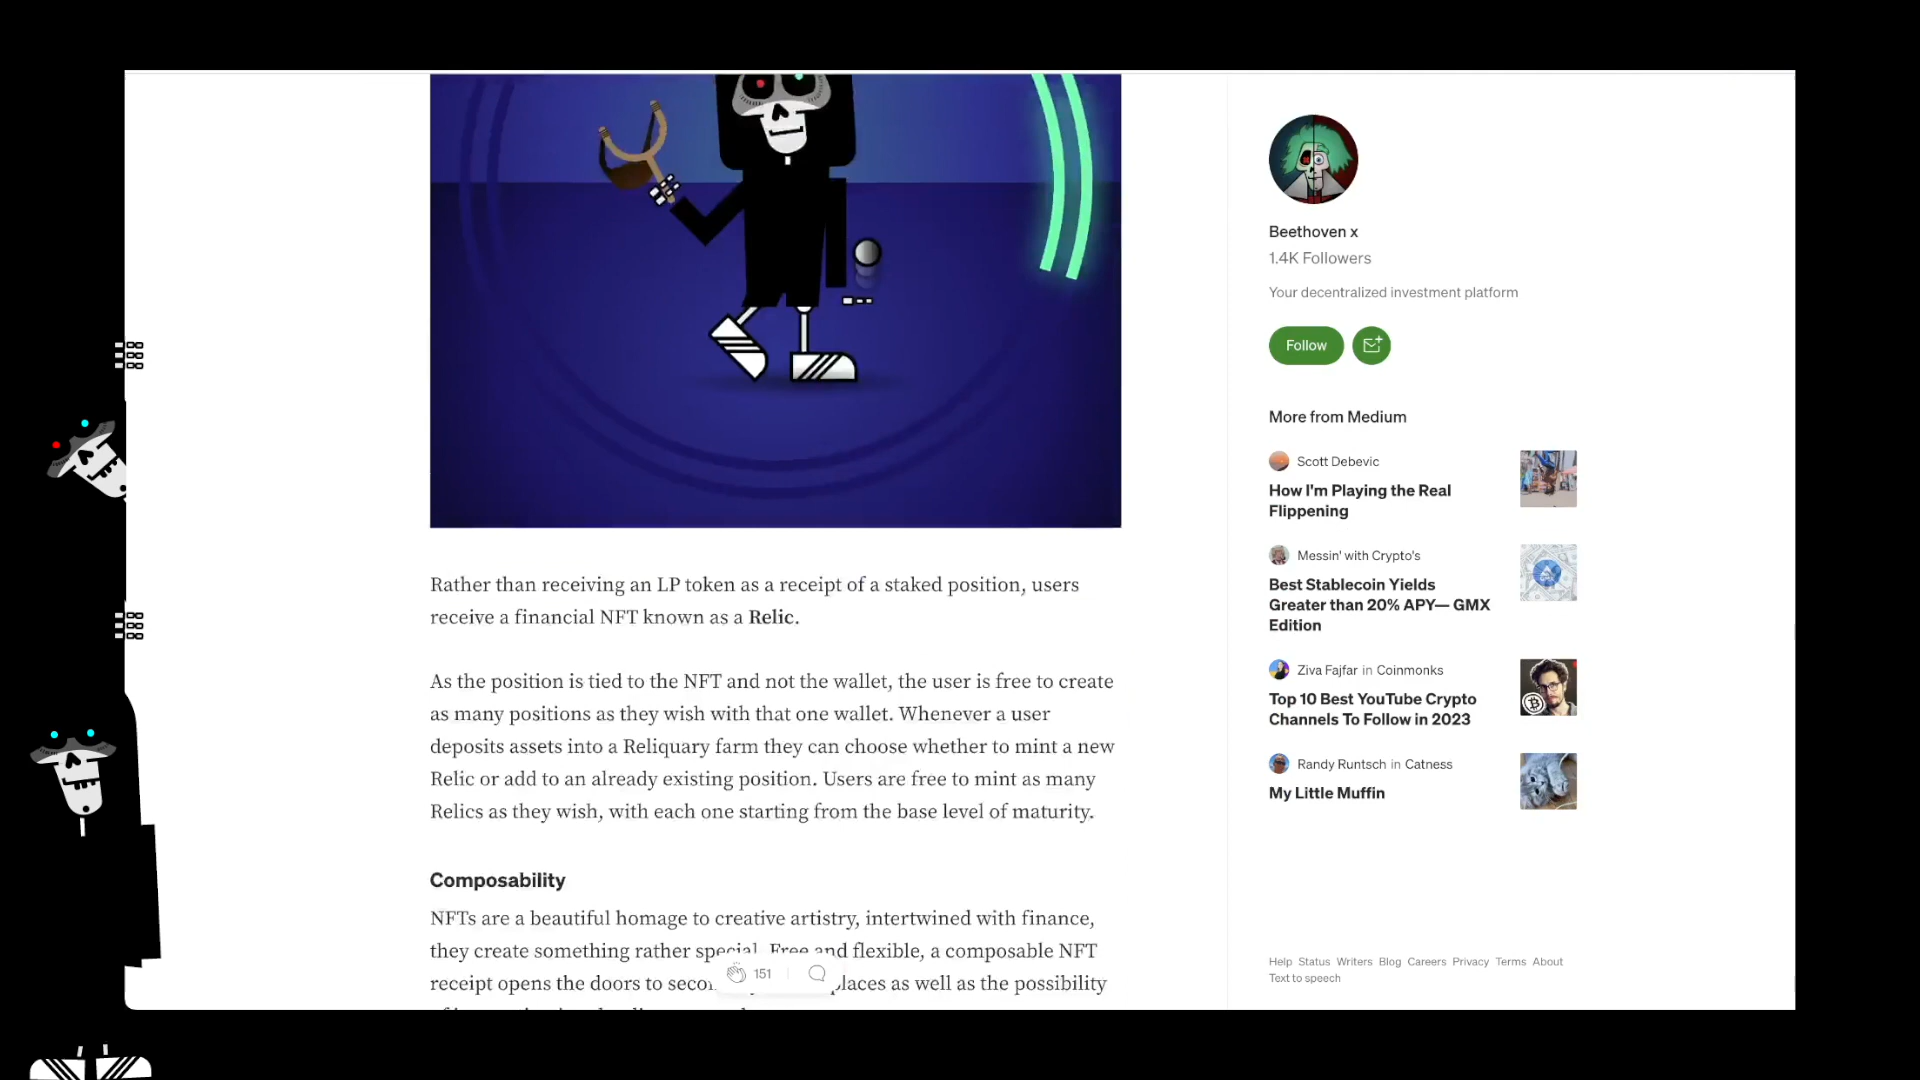 Rather than receiving an LP token as a receipt of a staked position, users
receive a financial NFT known as a Relic.
As the position is tied to the NFT and not the wallet, the user is free to create
as many positions as they wish with that one wallet. Whenever a user
deposits assets into a Reliquary farm they can choose whether to mint a new
Relic or add to an already existing position. Users are free to mint as many
Relics as they wish, with each one starting from the base level of maturity.
Composability
NFTs are a beautiful homage to creative artistry, intertwined with finance,
they create something rather special. Free and flexible, a composable NFT
receipt opens the doors to places as well as the possibility
151
Beethoven x
1.4K Followers
Your decentralized investment platform
Follow
More from Medium
Scott Debevic
How I'm Playing the Real
Flippening
Messin' with Crypto's
Best Stablecoin Yields
Greater than 20% APY— GMX
Edition
Ziva Fajfar in Coinmonks
Top 10 Best YouTube Crypto
Channels To Follow in 2023
Randy Runtsch in Catness
My Little Muffin
Help Status Writers Blog Careers Privacy Terms About
Text to speech